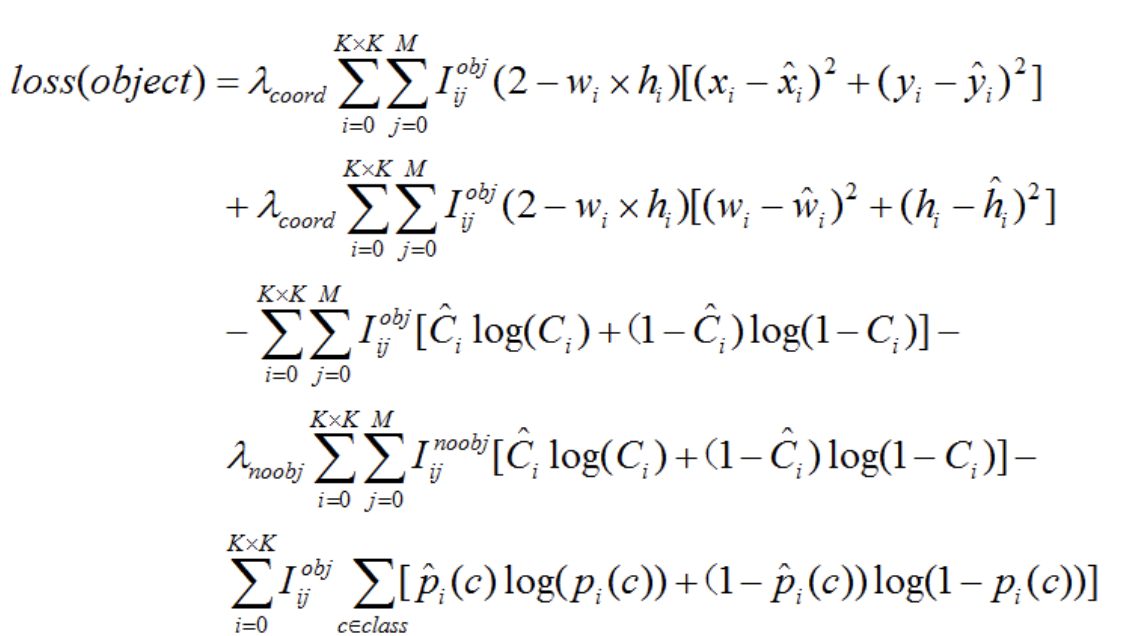 loss(object) = λ_coord ∑_{i=0}^{K×K} ∑_{j=0}^{M} I_{ij}^{obj} (2 − w_i × h_i)[(x_i − x̂_i)^2 + (y_i − ŷ_i)^2]
+ λ_coord ∑_{i=0}^{K×K} ∑_{j=0}^{M} I_{ij}^{obj} (2 − w_i × h_i)[(w_i − ŵ_i)^2 + (h_i − ĥ_i)^2]
− ∑_{i=0}^{K×K} ∑_{j=0}^{M} I_{ij}^{obj} [Ĉ_i log(C_i) + (1 − Ĉ_i) log(1 − C_i)] −
λ_noobj ∑_{i=0}^{K×K} ∑_{j=0}^{M} I_{ij}^{noobj} [Ĉ_i log(C_i) + (1 − Ĉ_i) log(1 − C_i)] −
∑_{i=0}^{K×K} I_{ij}^{obj} ∑_{c∈class} [p̂_i(c) log(p_i(c)) + (1 − p̂_i(c)) log(1 − p_i(c))]